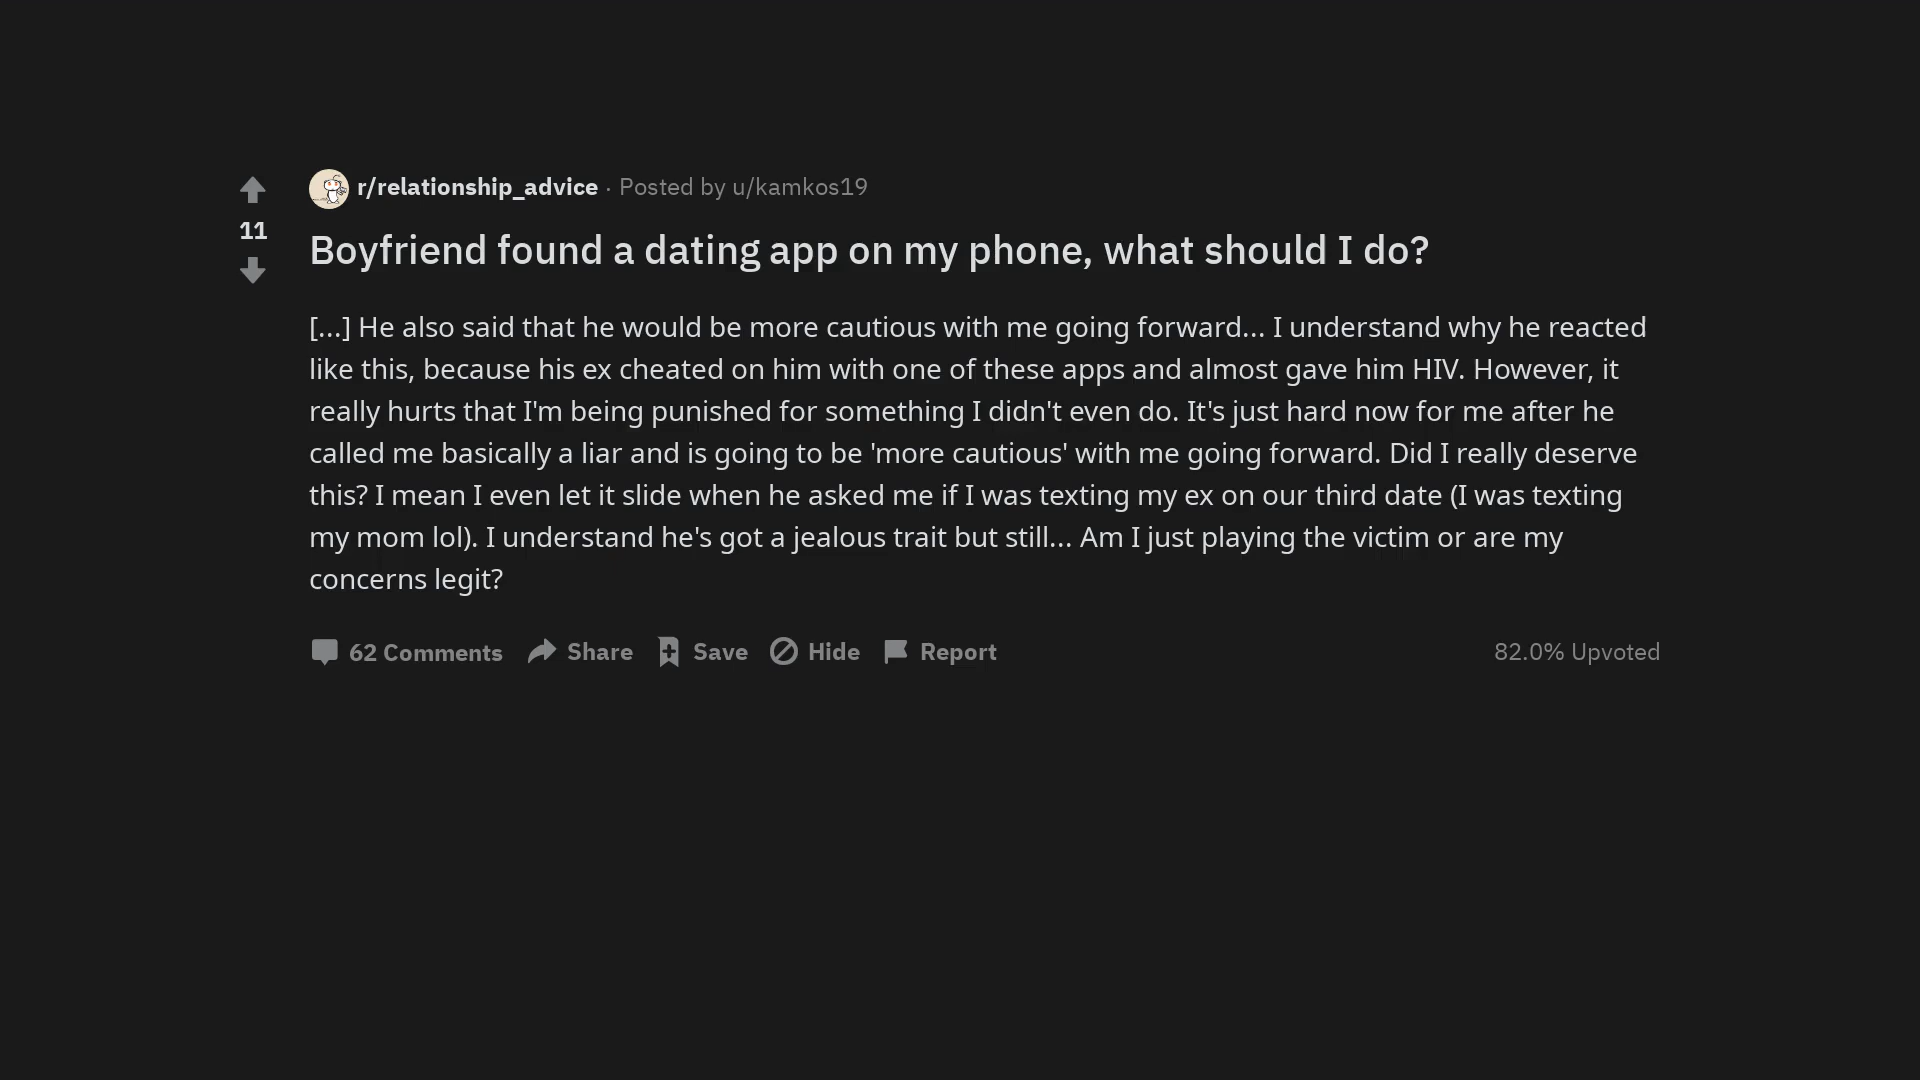 r/relationship_advice · Posted by u/kamkos19
11
Boyfriend found a dating app on my phone, what should I do?
[...] He also said that he would be more cautious with me going forward... I understand why he reacted
like this, because his ex cheated on him with one of these apps and almost gave him HIV. However, it
really hurts that I'm being punished for something I didn't even do. It's just hard now for me after he
called me basically a liar and is going to be 'more cautious' with me going forward. Did I really deserve
this? I mean I even let it slide when he asked me if I was texting my ex on our third date (I was texting
my mom lol). I understand he's got a jealous trait but still... Am I just playing the victim or are my
concerns legit?
62 Comments Share Save Hide Report 82.0% Upvoted